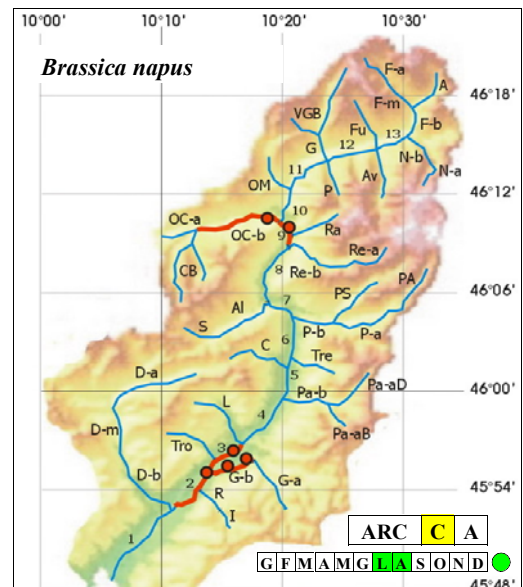 10°00' 10°10' 10°20' 10°30'
Brassica napus
F-a
A
46°18'
F-m
VGB
F-b
Fu
13
G
12
N-b
11
N-a
OM
Av
P
46°12'
10
OC-a
Ra
OC-b
9
Re-a
8
Re-b
CB
PA
PS
46°06'
7
Al
S
P-b
P-a
6
C
Tre
D-a
5
46°00'
Pa-b
Pa-aD
L
4
D-m
Pa-aB
Tro
3
D-b
G-b
G-a
2
R
45°54'
I
ARC C A
1
G F M A M G L A S O N D
45°48'